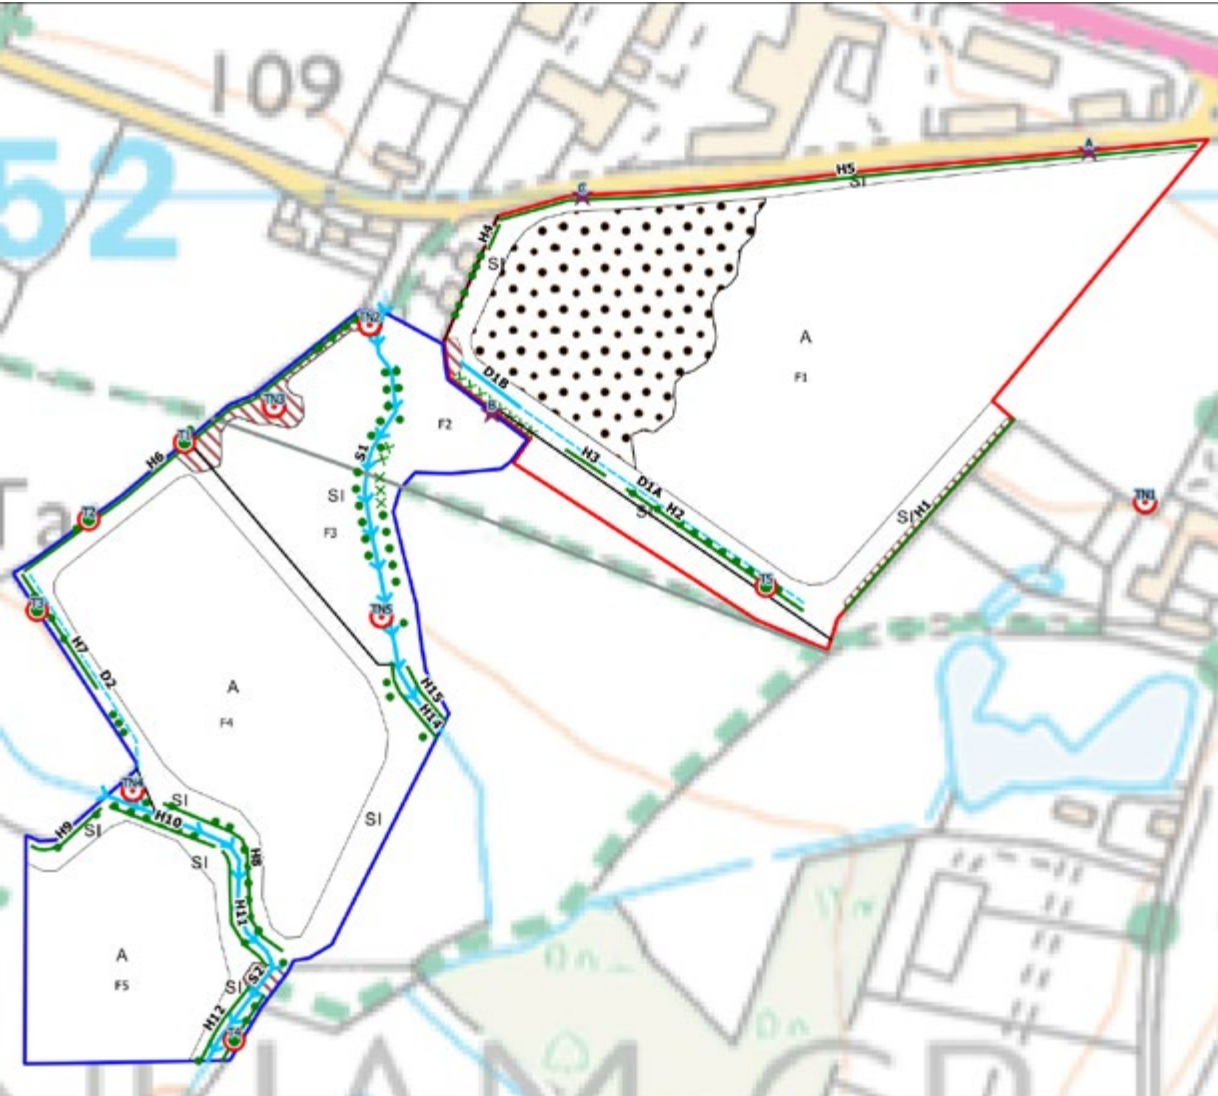 109
52
A
H5
SI
C
H4
SI
TN2
A
F1
D1B
B
TN3
F2
T1
S1
H3
H6
D1A
SI
H2
TN1
F3
SI
S/H1
T2
T5
T3
TN5
H7
D2
A
H15
F4
H14
TN4
SI
H10
H9
SI
SI
SI
H8
H11
A
F5
S2
SI
H12
T4